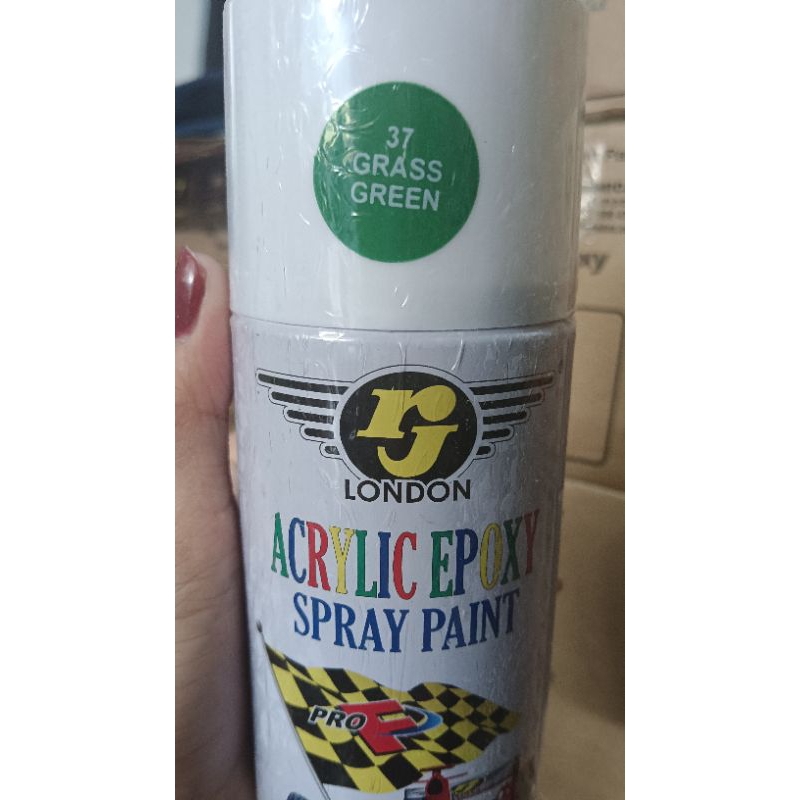 37
GRASS
GREEN
rj
LONDON
ACRYLIC EPOXY
SPRAY PAINT
PRO F